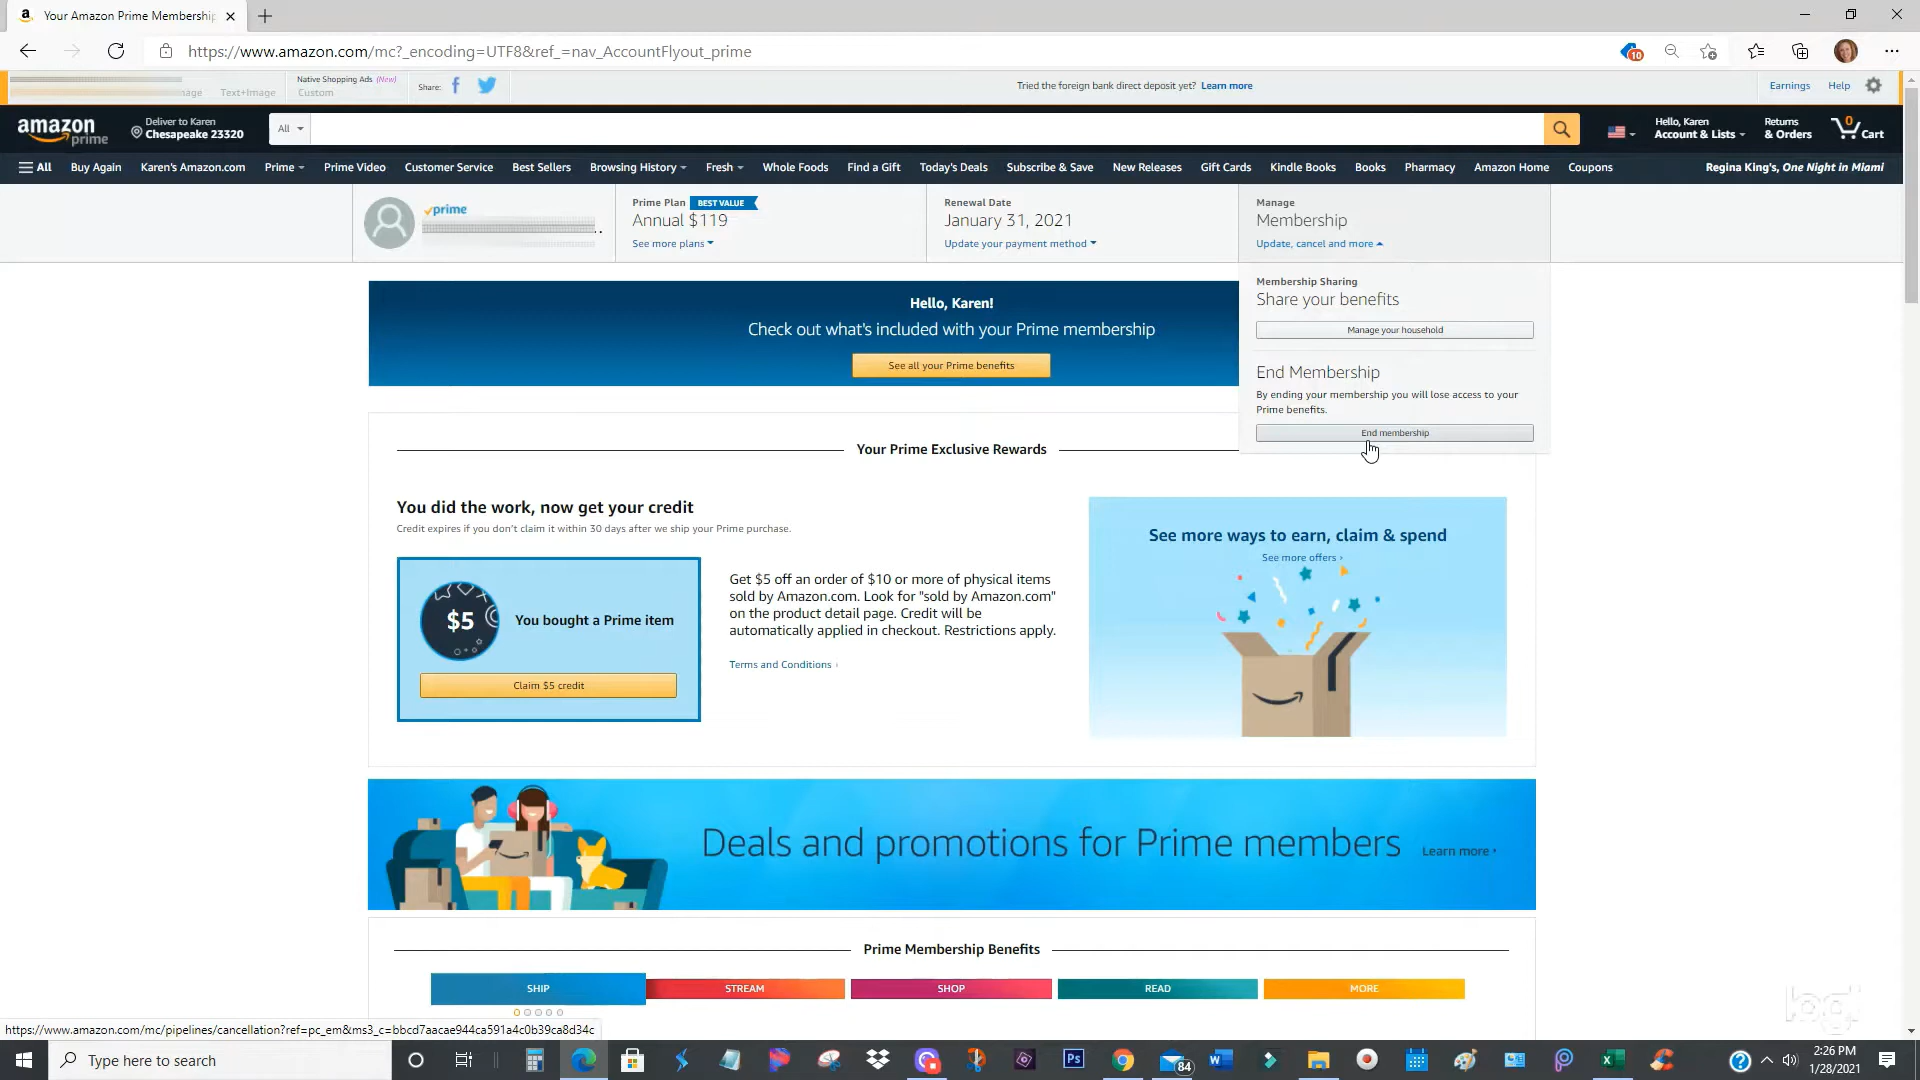 Your Amazon Prime Membership
https://www.amazon.com/mc?_encoding=UTF8&ref_=nav_AccountFlyout_prime
10
Text+Image
Native Shopping Ads (New)
Custom
Share:
Tried the foreign bank direct deposit yet? Learn more
Earnings
Help
amazon prime
Deliver to Karen
Chesapeake 23320
All
Hello, Karen
Account & Lists
Returns
& Orders
0
Cart
All
Buy Again
Karen's Amazon.com
Prime
Prime Video
Customer Service
Best Sellers
Browsing History
Fresh
Whole Foods
Find a Gift
Today's Deals
Subscribe & Save
New Releases
Gift Cards
Kindle Books
Books
Pharmacy
Amazon Home
Coupons
Regina King's, One Night in Miami
prime
Prime Plan BEST VALUE
Annual $119
See more plans
Renewal Date
January 31, 2021
Update your payment method
Manage
Membership
Update, cancel and more
Membership Sharing
Share your benefits
Manage your household
End Membership
By ending your membership you will lose access to your
Prime benefits.
End membership
Hello, Karen!
Check out what's included with your Prime membership
See all your Prime benefits
Your Prime Exclusive Rewards
You did the work, now get your credit
Credit expires if you don't claim it within 30 days after we ship your Prime purchase.
$5
You bought a Prime item
Claim $5 credit
Get $5 off an order of $10 or more of physical items
sold by Amazon.com. Look for "sold by Amazon.com"
on the product detail page. Credit will be
automatically applied in checkout. Restrictions apply.
Terms and Conditions ›
See more ways to earn, claim & spend
See more offers ›
Deals and promotions for Prime members
Learn more ›
Prime Membership Benefits
SHIP
STREAM
SHOP
READ
MORE
https://www.amazon.com/mc/pipelines/cancellation?ref=pc_em&ms3_c=bbcd7aacae944ca591a4c0b39ca8d34c
logi
Type here to search
Ps
84
2:26 PM
1/28/2021